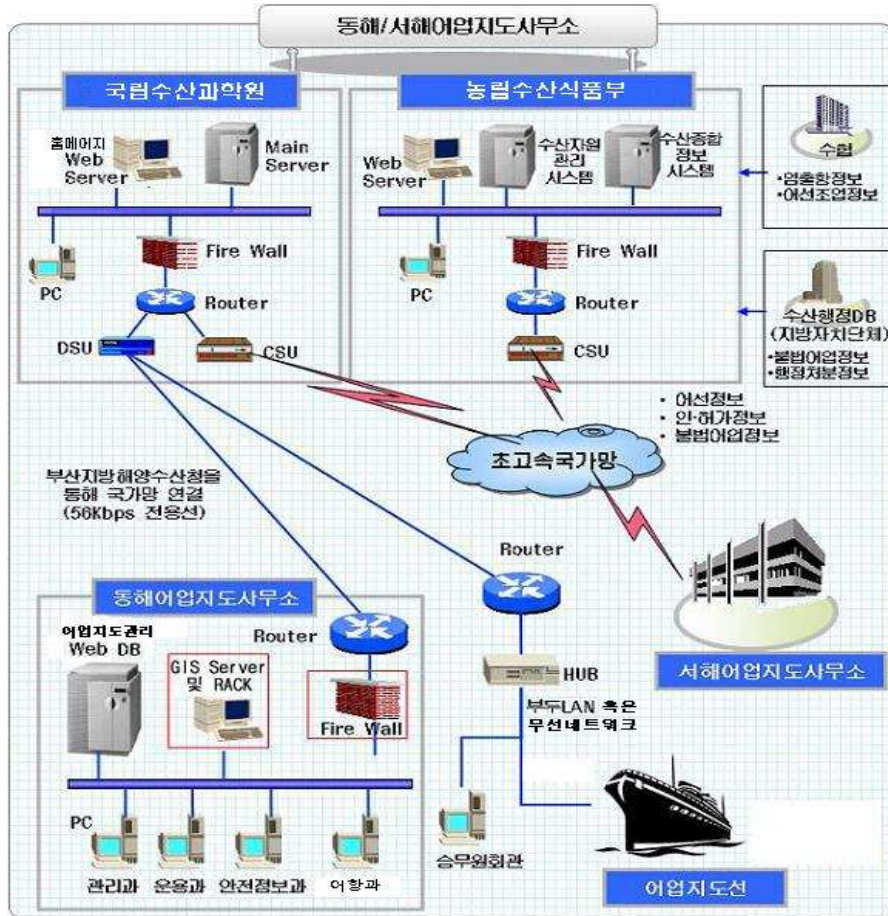 동해/서해어업지도사무소
국립수산과학원
홈메이지
Web
Server
Main
Server
Fire Wall
PC
Router
DSU
CSU
농림수산식품부
Web
Server
수산자원
관리
시스템
수산종합
정보
시스템
Fire Wall
PC
Router
CSU
수협
•입출항정보
•어선조업정보
수산행정DB
(지방자치단체)
•불법어업정보
•행정처분정보
• 어선정보
• 인·허가정보
• 불법어업정보
초고속국가망
부산지방해양수산청을
통해 국가망 연결
(56Kbps 전용선)
동해어업지도사무소
어업지도관리
Web DB
GIS Server
및 RACK
Router
Fire Wall
PC
관리과
운용과
안전정보과
어황과
Router
HUB
부두LAN 혹은
무선네트워크
승무원회관
서해어업지도사무소
어업지도선